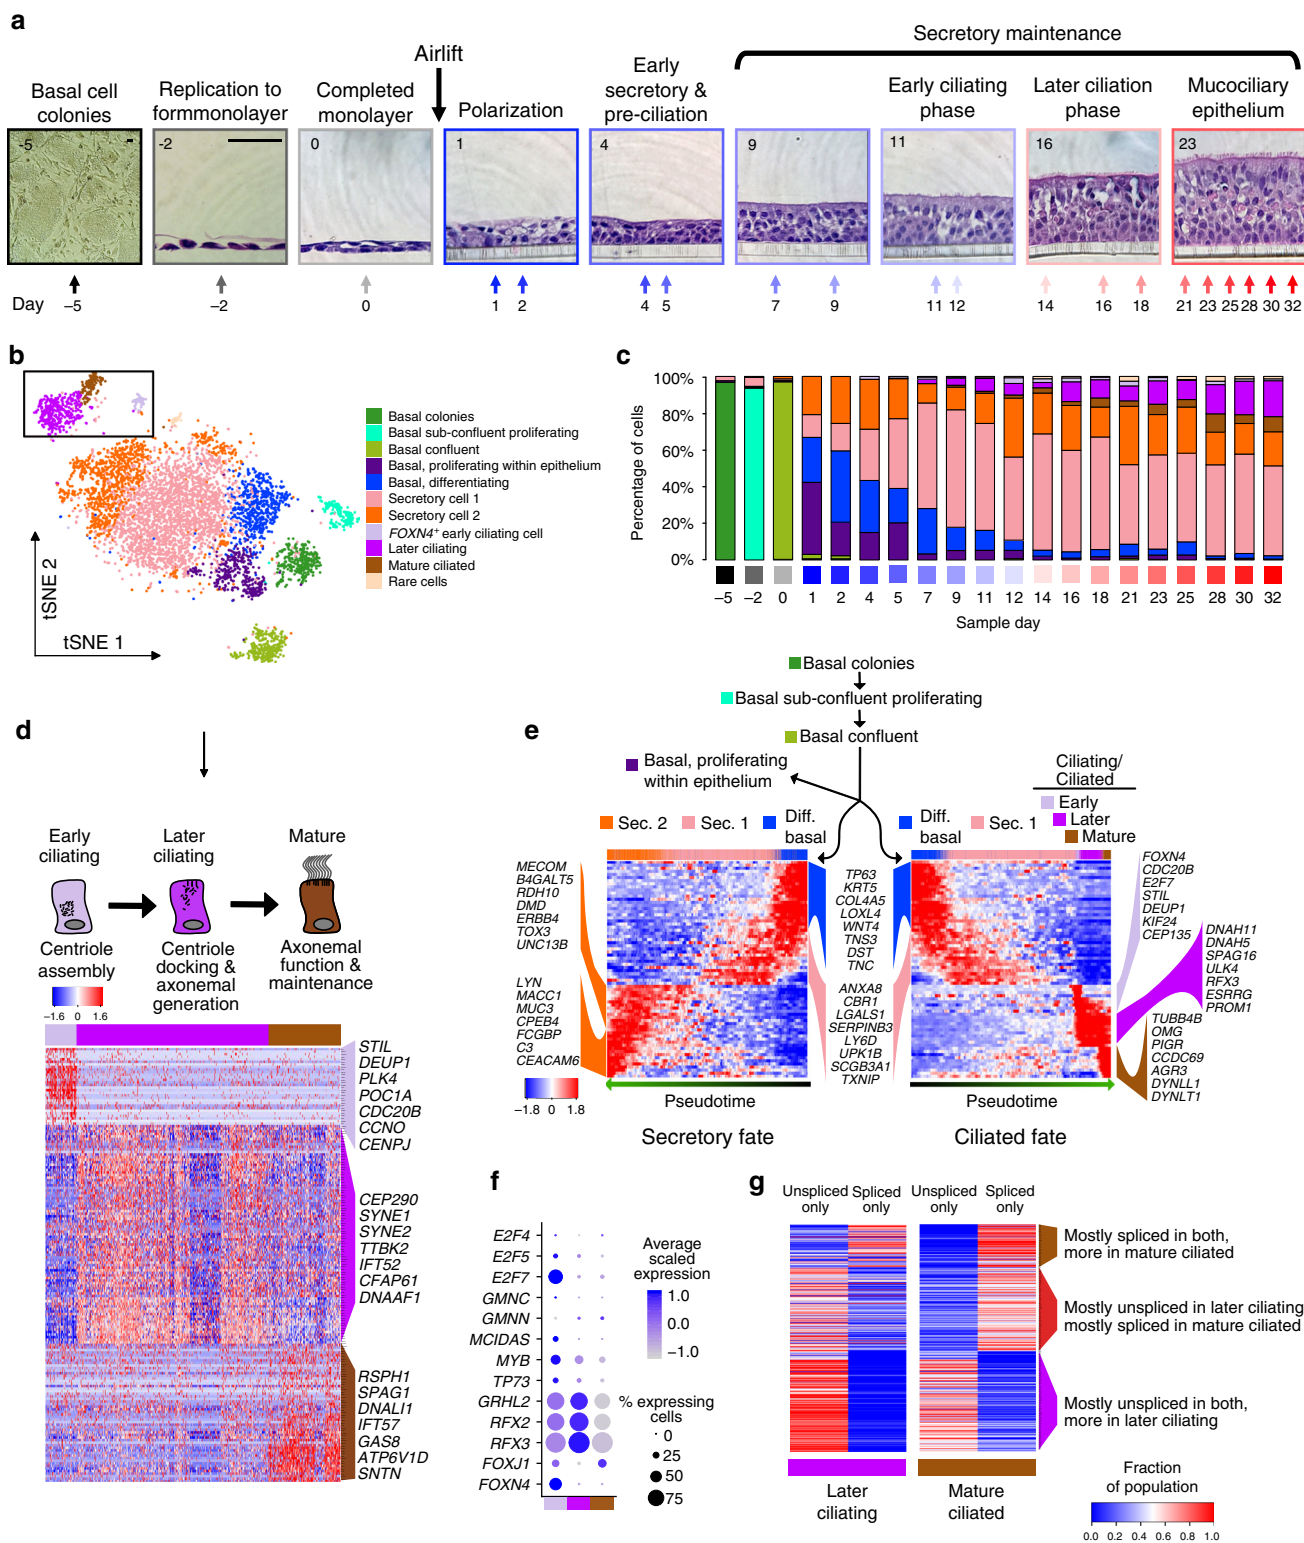 a
Airlift
Secretory maintenance
Basal cell
colonies
Replication to
formmonolayer
Completed
monolayer
Polarization
Early
secretory &
pre-ciliation
Early ciliating
phase
Later ciliation
phase
Mucociliary
epithelium
-5
-2
0
1
4
9
11
16
23
Day
–5 –2 0 1 2 4 5 7 9 11 12 14 16 18 21 23 25 28 30 32
b
tSNE 2
tSNE 1
Basal colonies
Basal sub-confluent proliferating
Basal confluent
Basal, proliferating within epithelium
Basal, differentiating
Secretory cell 1
Secretory cell 2
FOXN4+ early ciliating cell
Later ciliating
Mature ciliated
Rare cells
c
Percentage of cells
100%
80%
60%
40%
20%
0%
–5 –2 0 1 2 4 5 7 9 11 12 14 16 18 21 23 25 28 30 32
Sample day
d
Early
ciliating
Later
ciliating
Mature
Centriole
assembly
Centriole
docking &
axonemal
generation
Axonemal
function &
maintenance
–1.6 0 1.6
STIL
DEUP1
PLK4
POC1A
CDC20B
CCNO
CENPJ
CEP290
SYNE1
SYNE2
TTBK2
IFT52
CFAP61
DNAAF1
RSPH1
SPAG1
DNALI1
IFT57
GAS8
ATP6V1D
SNTN
e
Basal colonies
Basal sub-confluent proliferating
Basal confluent
Basal, proliferating
within epithelium
Ciliating/
Ciliated
Early
Later
Mature
Sec. 2
Sec. 1
Diff.
basal
Diff.
basal
Sec. 1
MECOM
B4GALT5
RDH10
DMD
ERBB4
TOX3
UNC13B
LYN
MACC1
MUC3
CPEB4
FCGBP
C3
CEACAM6
–1.8 0 1.8
TP63
KRT5
COL4A5
LOXL4
WNT4
TNS3
DST
TNC
ANXA8
CBR1
LGALS1
SERPINB3
LY6D
UPK1B
SCGB3A1
TXNIP
FOXN4
CDC20B
E2F7
STIL
DEUP1
KIF24
CEP135
DNAH11
DNAH5
SPAG16
ULK4
RFX3
ESRRG
PROM1
TUBB4B
OMG
PIGR
CCDC69
AGR3
DYNLL1
DYNLT1
Pseudotime
Pseudotime
Secretory fate
Ciliated fate
f
E2F4
E2F5
E2F7
GMNC
GMNN
MCIDAS
MYB
TP73
GRHL2
RFX2
RFX3
FOXJ1
FOXN4
Average
scaled
expression
1.0
0.0
–1.0
% expressing
cells
0
25
50
75
g
Unspliced
only
Spliced
only
Unspliced
only
Spliced
only
Mostly spliced in both,
more in mature ciliated
Mostly unspliced in later ciliating
mostly spliced in mature ciliated
Mostly unspliced in both,
more in later ciliating
Later
ciliating
Mature
ciliated
Fraction
of population
0.0 0.2 0.4 0.6 0.8 1.0